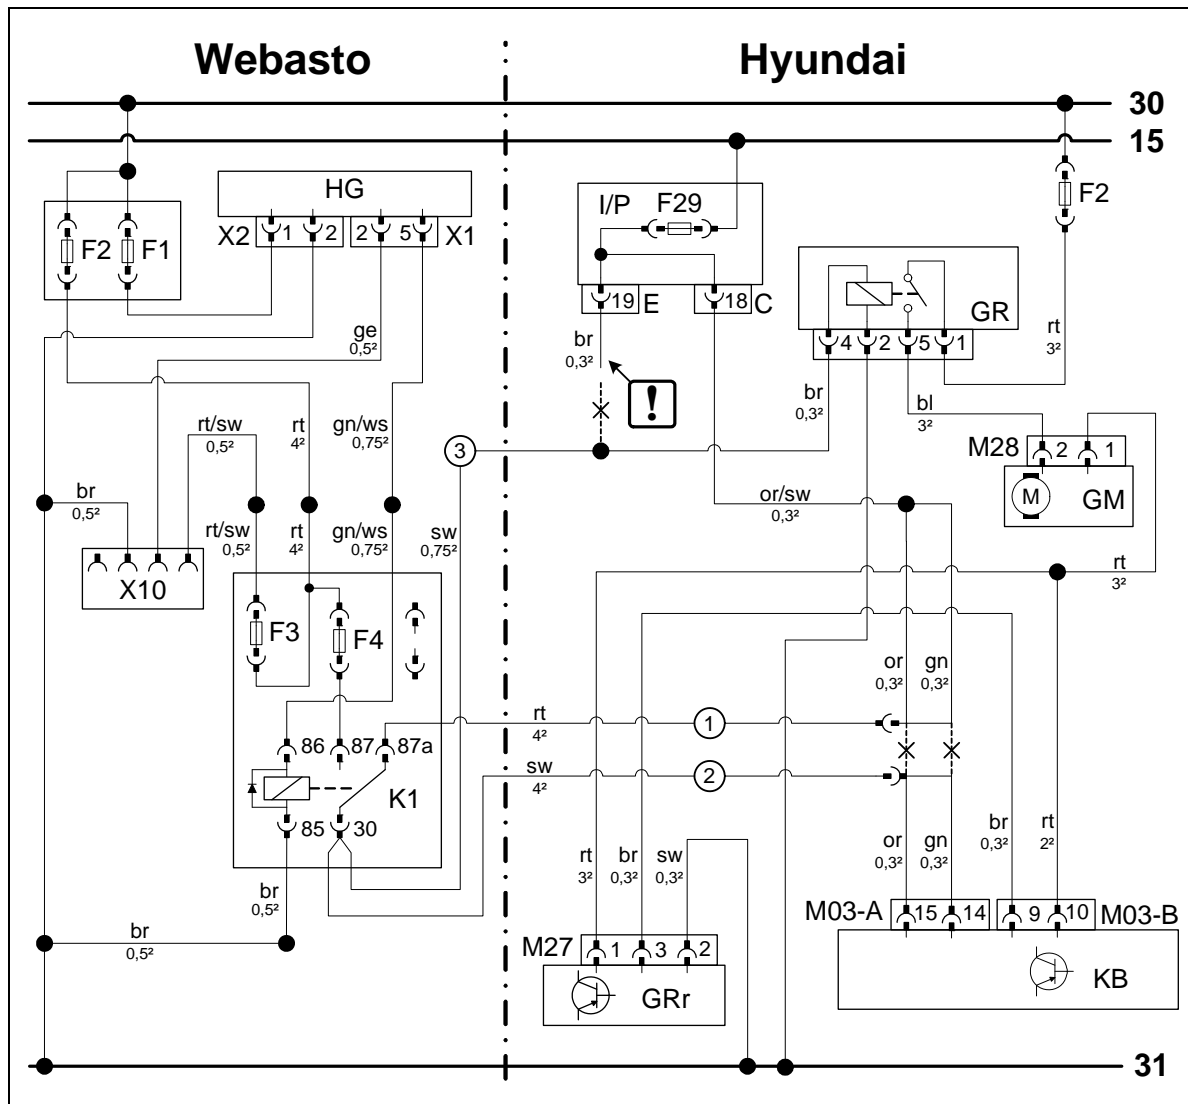 Webasto Hyundai
30
15
HG
I/P F29
F2
F2 F1
X2 1 2 2 5 X1
19 E 18 C
GR
4 2 5 1
ge
0,5²
br
0,3²
!
rt
3²
br
0,3²
bl
3²
rt/sw
0,5²
rt
4²
gn/ws
0,75²
3
M28 2 1
M GM
br
0,5²
or/sw
0,3²
rt/sw
0,5²
rt
4²
gn/ws
0,75²
sw
0,75²
rt
3²
X10
F3 F4
or
0,3²
gn
0,3²
rt
4²
1
86 87 87a
sw
4²
2
K1
85 30
rt
3²
br
0,3²
sw
0,3²
or
0,3²
gn
0,3²
br
0,3²
rt
2²
br
0,5²
M03-A 15 14 9 10 M03-B
br
0,5²
M27 1 3 2
GRr
KB
31